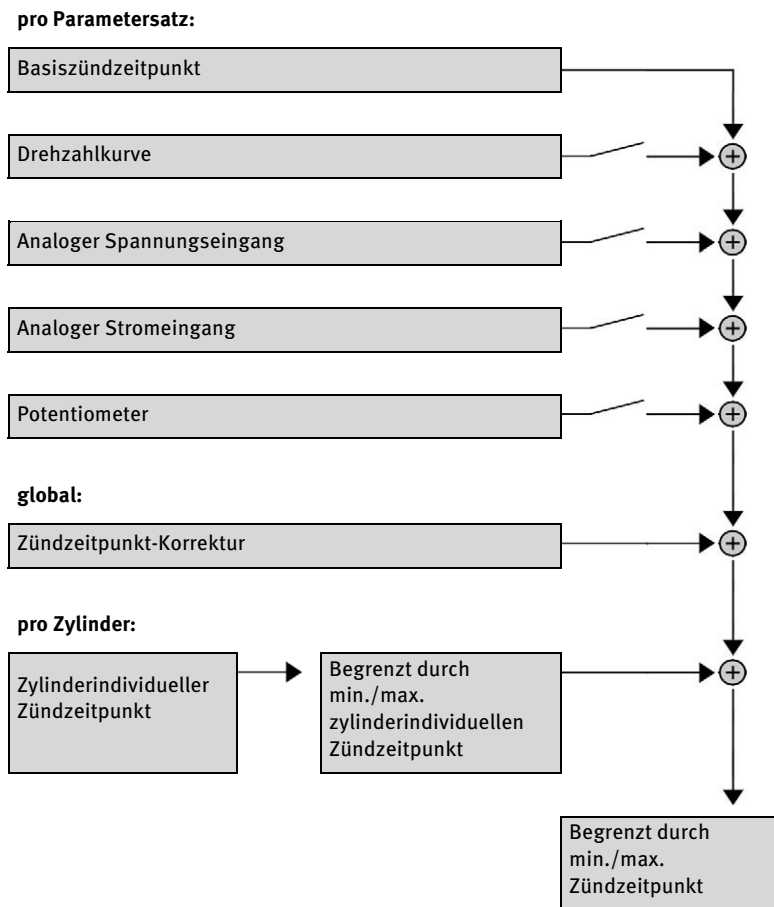 pro Parametersatz:
Basiszündzeitpunkt
Drehzahlkurve
Analoger Spannungseingang
Analoger Stromeingang
Potentiometer
global:
Zündzeitpunkt-Korrektur
pro Zylinder:
Zylinderindividueller
Zündzeitpunkt
Begrenzt durch
min./max.
zylinderindividuellen
Zündzeitpunkt
Begrenzt durch
min./max.
Zündzeitpunkt